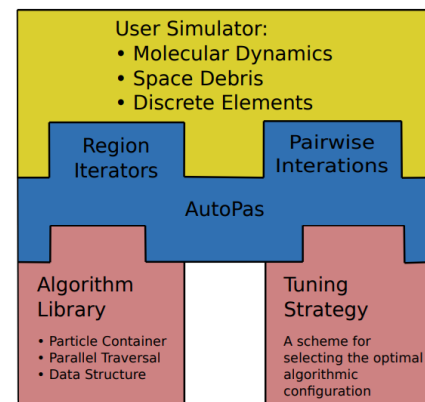 User Simulator:
• Molecular Dynamics
• Space Debris
• Discrete Elements
Region
Iterators
Pairwise
Interations
AutoPas
Algorithm
Library
• Particle Container
• Parallel Traversal
• Data Structure
Tuning
Strategy
A scheme for
selecting the optimal
algorithmic
configuration